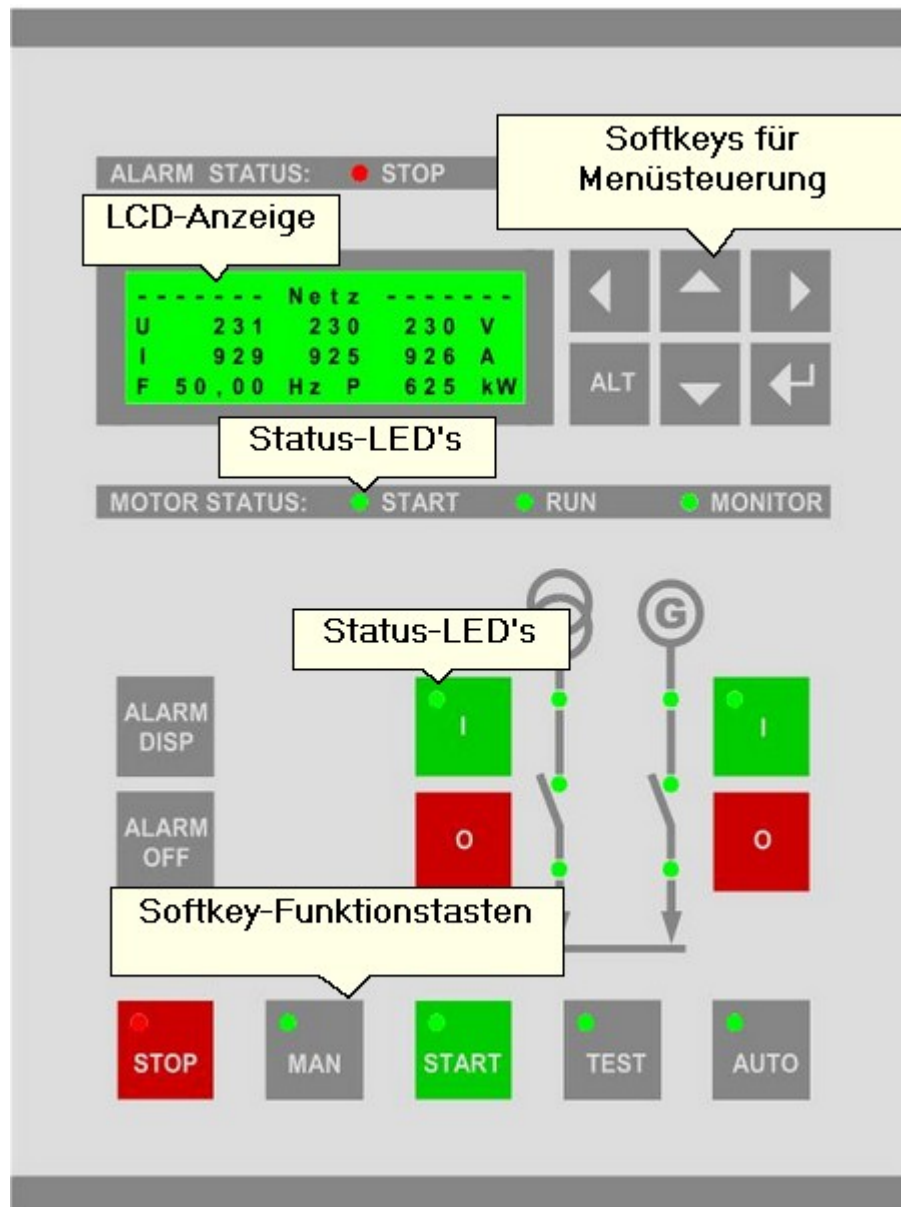 Softkeys für
Menüsteuerung
ALARM STATUS: STOP
LCD-Anzeige
------- Netz -------
U 231 230 230 V
I 929 925 926 A
F 50,00 Hz P 625 kW
ALT
Status-LED's
MOTOR STATUS: START RUN MONITOR
G
Status-LED's
ALARM
DISP
I
I
ALARM
OFF
O
O
Softkey-Funktionstasten
STOP
MAN
START
TEST
AUTO